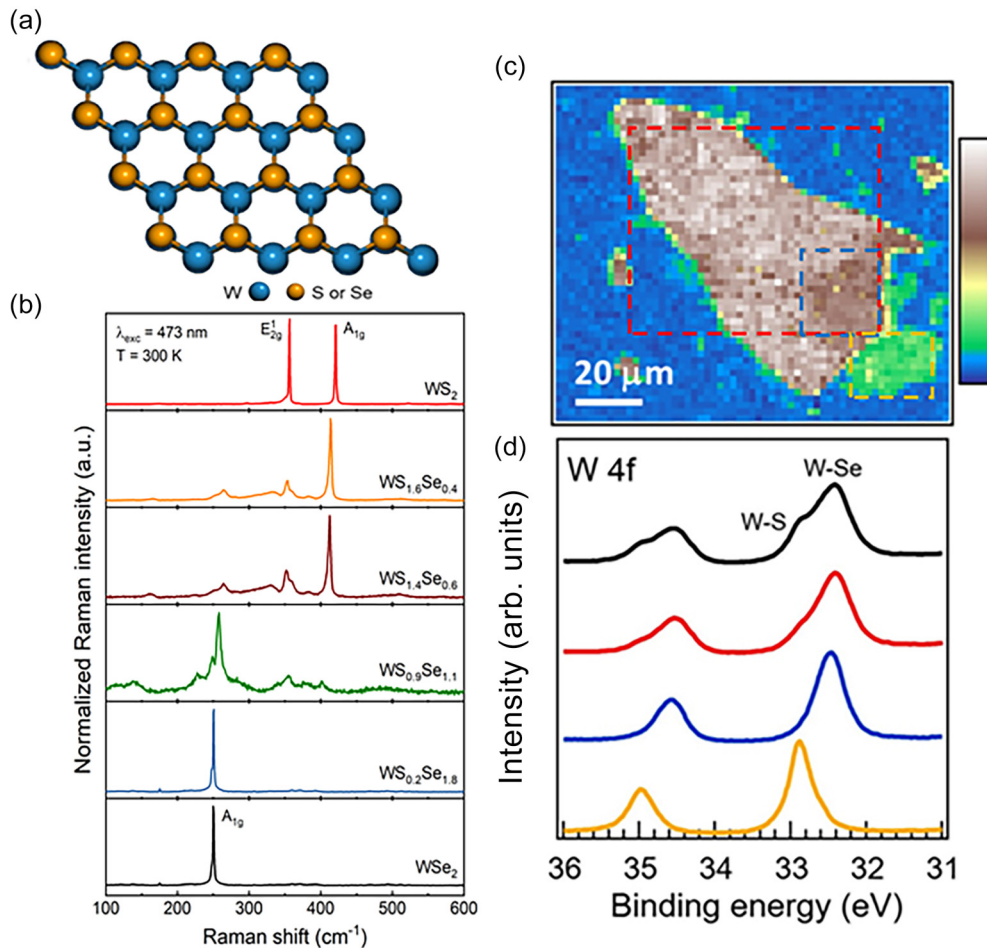 (a)
W S or Se
(b)
Normalized Raman intensity (a.u.)
λexc = 473 nm
T = 300 K
E¹2g
A1g
WS2
WS1.6Se0.4
WS1.4Se0.6
WS0.9Se1.1
WS0.2Se1.8
A1g
WSe2
100 200 300 400 500 600
Raman shift (cm⁻¹)
(c)
20 μm
(d)
W 4f
W-Se
W-S
Intensity (arb. units)
36 35 34 33 32 31
Binding energy (eV)